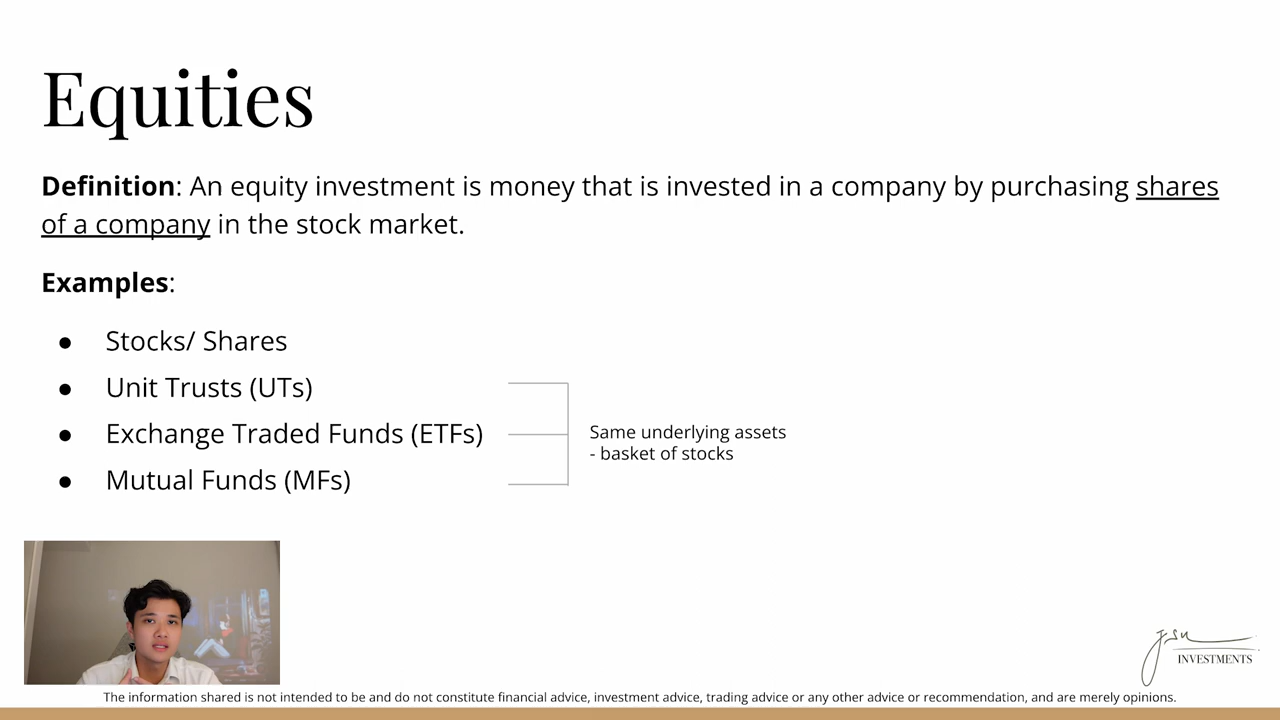 Equities
Definition: An equity investment is money that is invested in a company by purchasing shares
of a company in the stock market.
Examples:
● Stocks/ Shares
● Unit Trusts (UTs)
● Exchange Traded Funds (ETFs)
● Mutual Funds (MFs)
Same underlying assets
- basket of stocks
jsu
INVESTMENTS
The information shared is not intended to be and do not constitute financial advice, investment advice, trading advice or any other advice or recommendation, and are merely opinions.